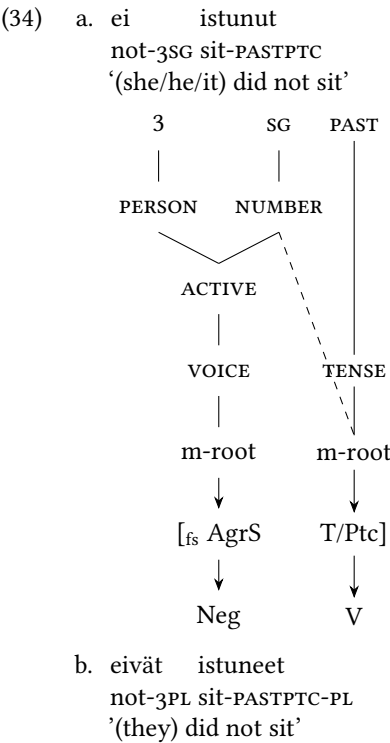 (34) a. ei istunut
not-3SG sit-PASTPTC
‘(she/he/it) did not sit’
3 SG PAST
PERSON NUMBER
ACTIVE
VOICE TENSE
m-root m-root
[fs AgrS T/Ptc]
Neg V
b. eivät istuneet
not-3PL sit-PASTPTC-PL
'(they) did not sit’